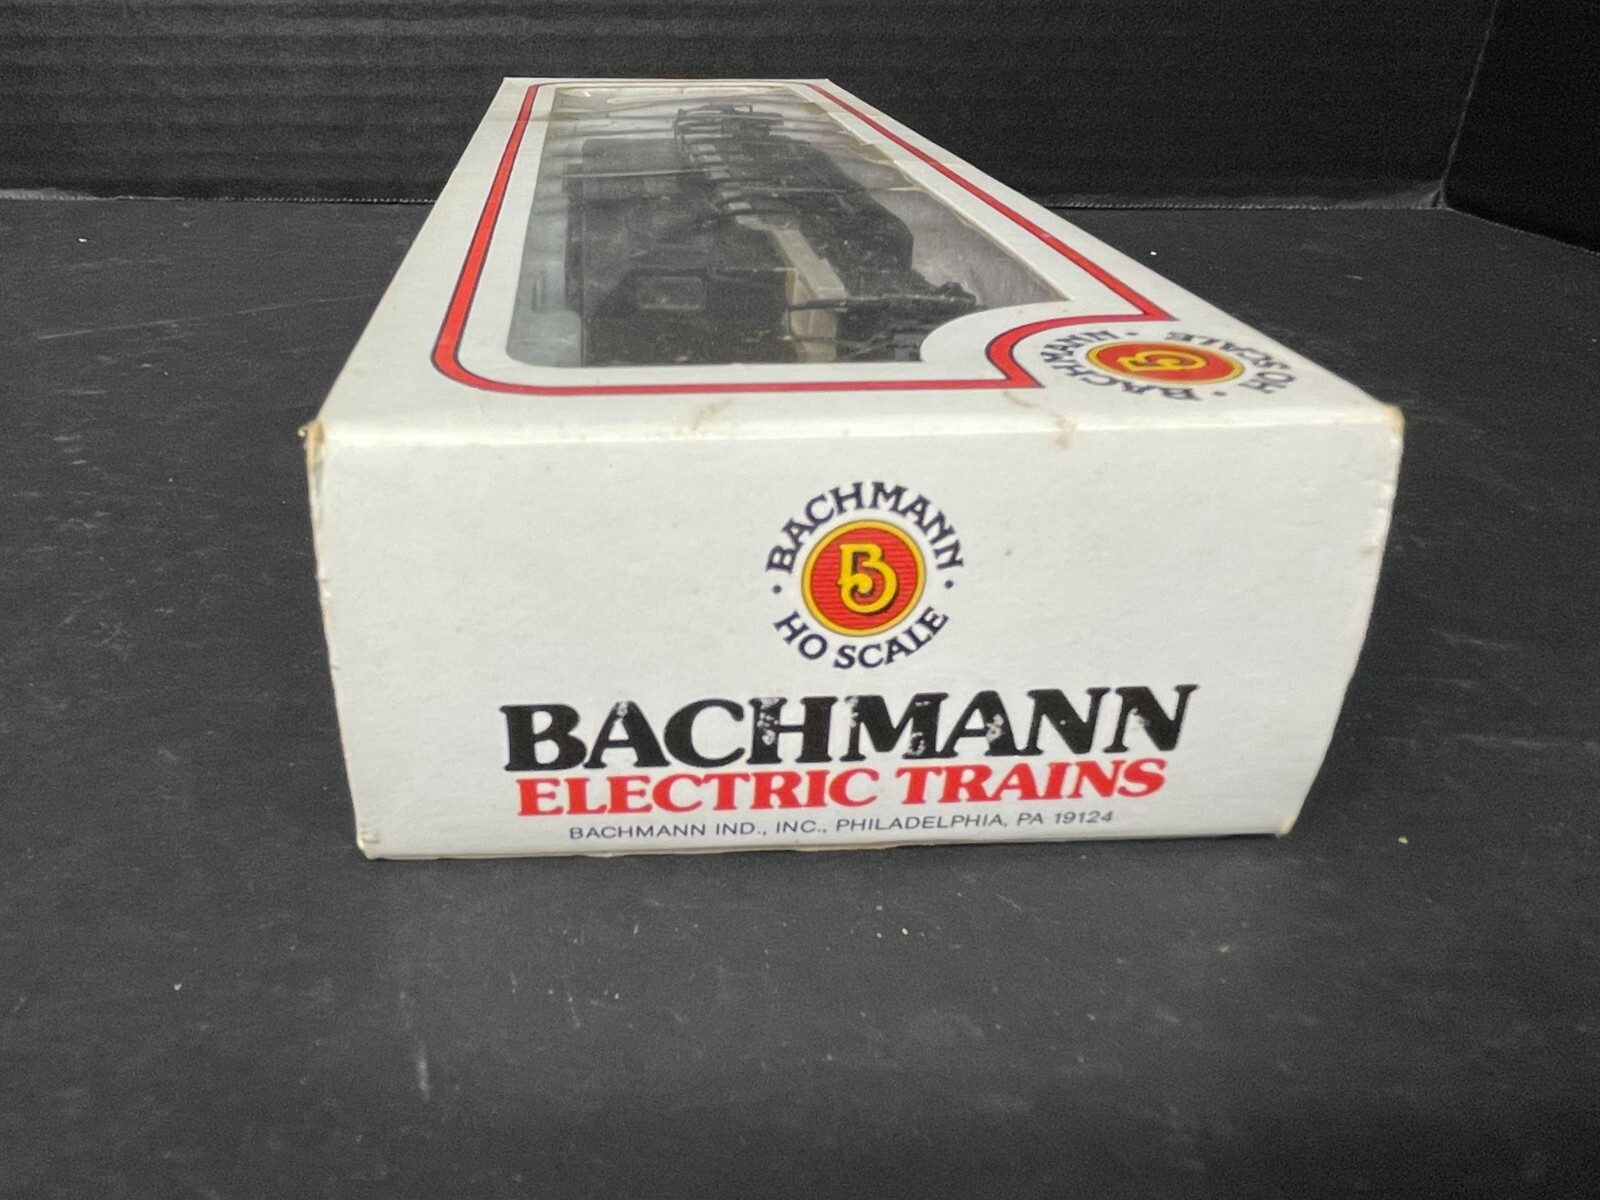 BACHMANN • HO SCALE •
B
• BACHMANN •
B
HO SCALE
BACHMANN
ELECTRIC TRAINS
BACHMANN IND., INC., PHILADELPHIA, PA 19124